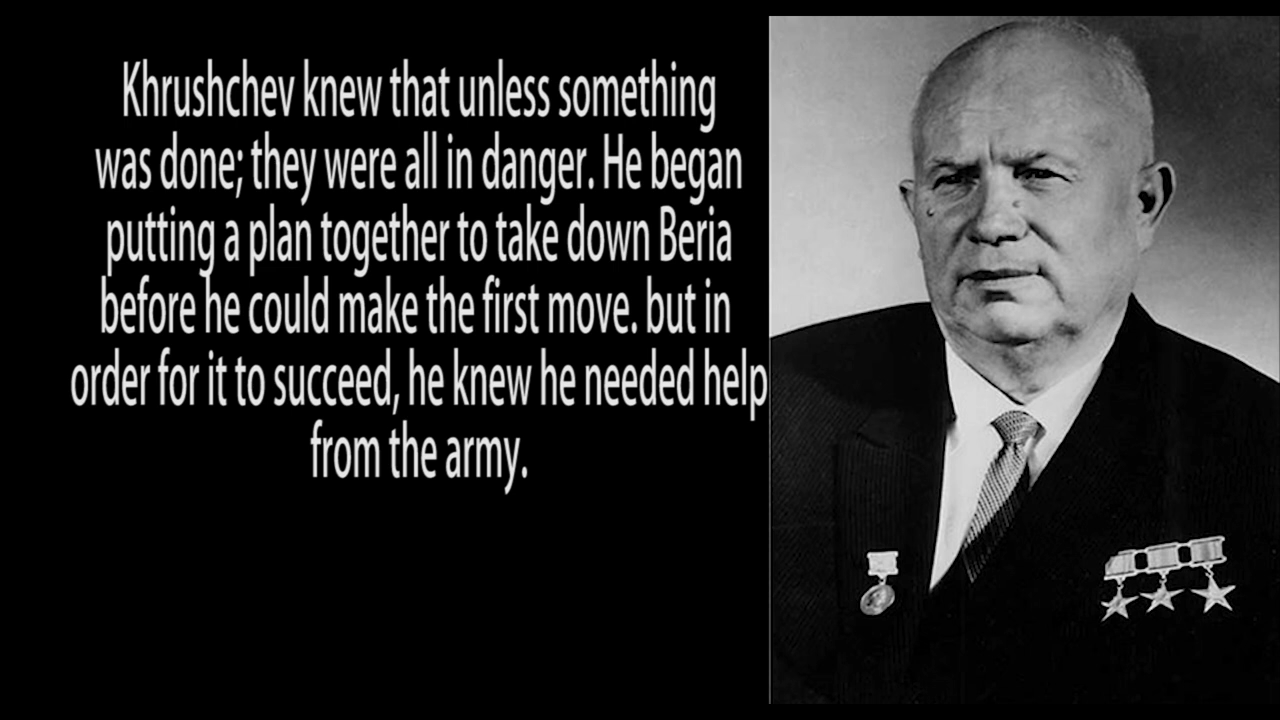 Khrushchev knew that unless something
was done; they were all in danger. He began
putting a plan together to take down Beria
before he could make the first move. but in
order for it to succeed, he knew he needed help
from the army.